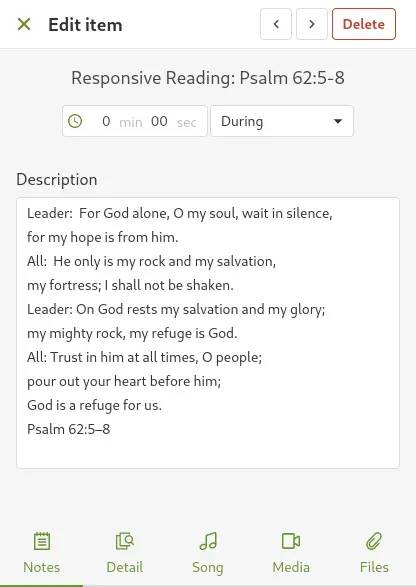 Edit item
Delete
Responsive Reading: Psalm 62:5-8
0 min 00 sec
During
Description
Leader:  For God alone, O my soul, wait in silence,
for my hope is from him.
All:  He only is my rock and my salvation,
my fortress; I shall not be shaken.
Leader: On God rests my salvation and my glory;
my mighty rock, my refuge is God.
All: Trust in him at all times, O people;
pour out your heart before him;
God is a refuge for us.
Psalm 62:5–8
Notes Detail Song Media Files